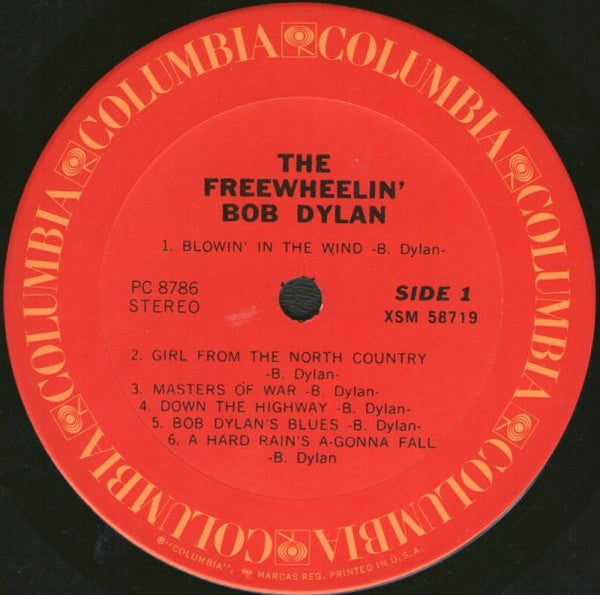 COLUMBIA COLUMBIA COLUMBIA COLUMBIA COLUMBIA COLUMBIA
THE
FREEWHEELIN'
BOB DYLAN
1. BLOWIN' IN THE WIND -B. Dylan-
PC 8786
STEREO
SIDE 1
XSM 58719
2. GIRL FROM THE NORTH COUNTRY
-B. Dylan-
3. MASTERS OF WAR -B. Dylan-
4. DOWN THE HIGHWAY -B. Dylan-
5. BOB DYLAN'S BLUES -B. Dylan-
6. A HARD RAIN'S A-GONNA FALL
-B. Dylan
℗"COLUMBIA", MARCAS REG. PRINTED IN U.S.A.